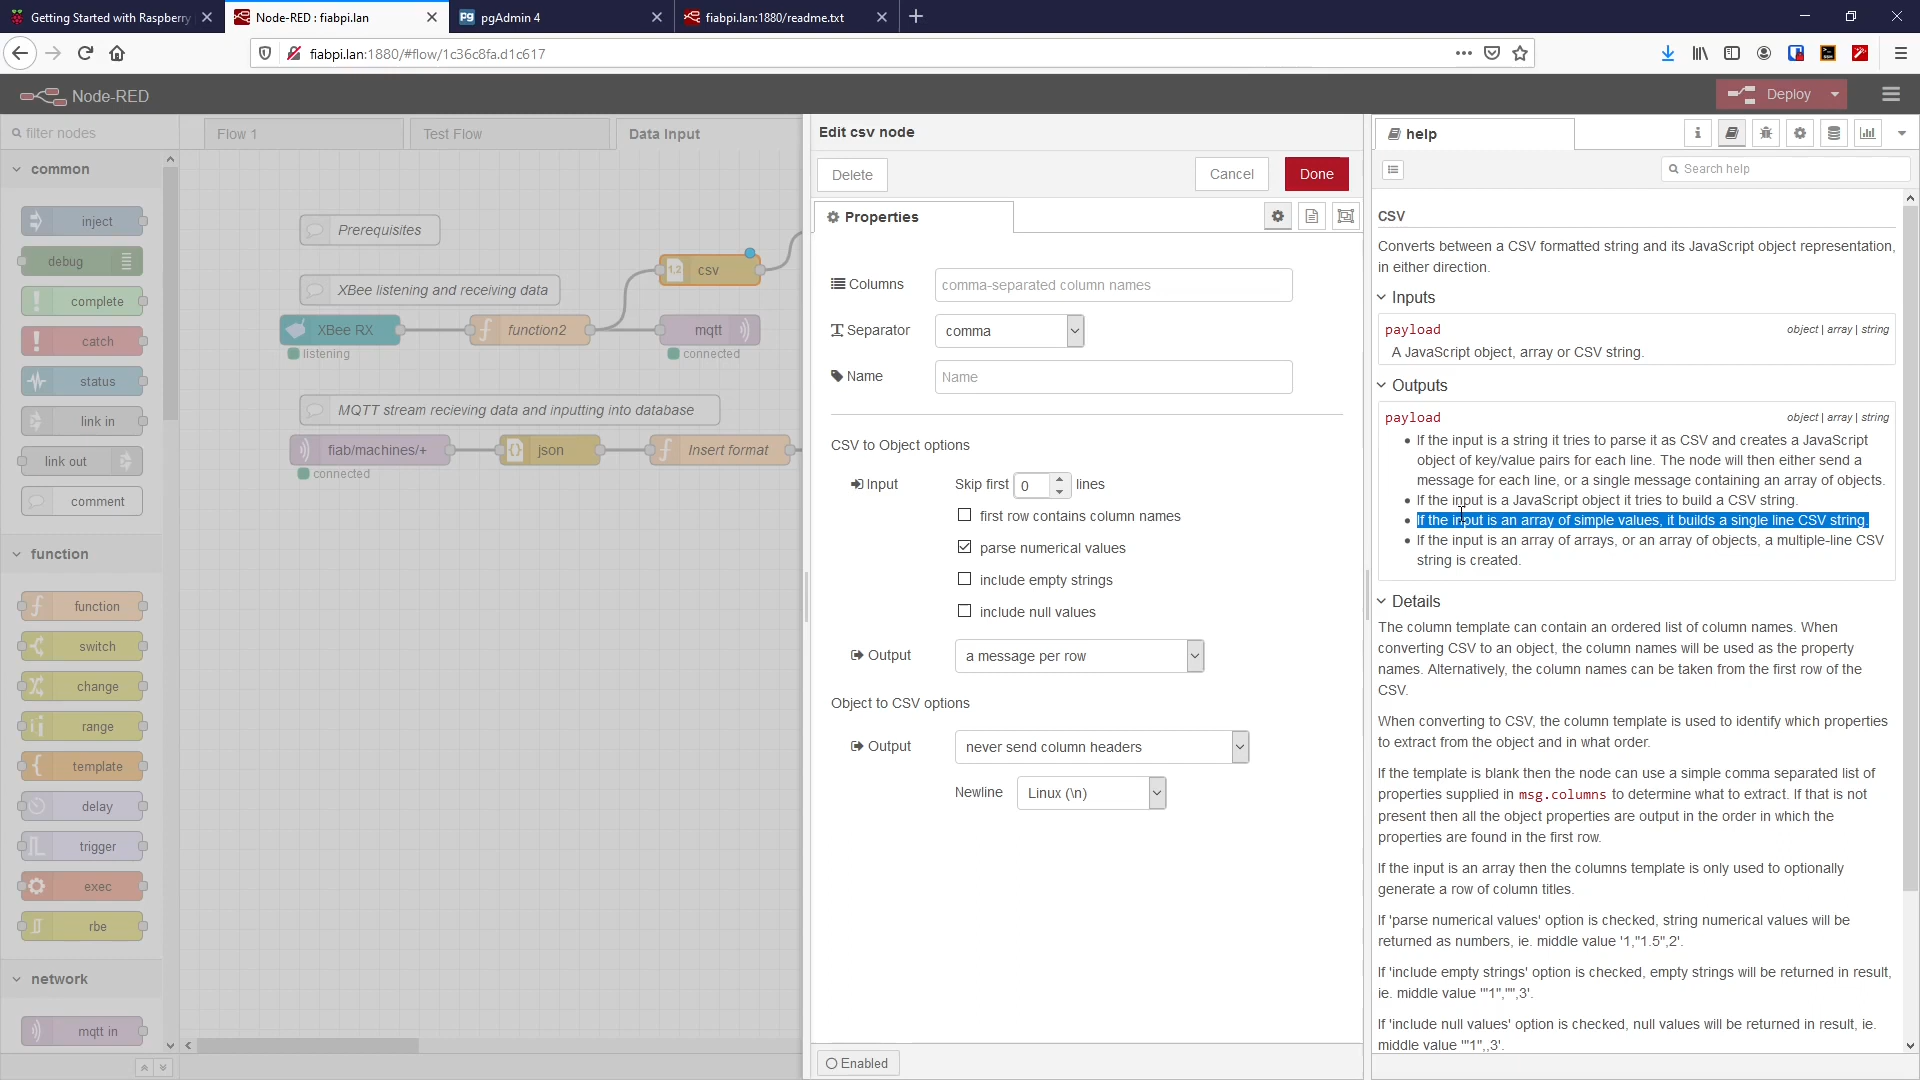 Getting Started with Raspberry
Node-RED : fiabpi.lan
pgAdmin 4
fiabpi.lan:1880/readme.txt
fiabpi.lan:1880/#flow/1c36c8fa.d1c617
Node-RED
Deploy
filter nodes
Flow 1
Test Flow
Data Input
common
inject
debug
complete
catch
status
link in
link out
comment
function
function
switch
change
range
template
delay
trigger
exec
rbe
network
mqtt in
Prerequisites
csv
XBee listening and receiving data
XBee RX
function2
mqtt
listening
connected
MQTT stream recieving data and inputting into database
fiab/machines/+
json
Insert format
connected
Edit csv node
Delete
Cancel
Done
Properties
Columns
comma-separated column names
Separator
comma
Name
Name
CSV to Object options
Input
Skip first 0 lines
first row contains column names
parse numerical values
include empty strings
include null values
Output
a message per row
Object to CSV options
Output
never send column headers
Newline
Linux (\n)
Enabled
help
Search help
CSV
Converts between a CSV formatted string and its JavaScript object representation,
in either direction.
Inputs
payload object | array | string
A JavaScript object, array or CSV string.
Outputs
payload object | array | string
If the input is a string it tries to parse it as CSV and creates a JavaScript
object of key/value pairs for each line. The node will then either send a
message for each line, or a single message containing an array of objects.
If the input is a JavaScript object it tries to build a CSV string.
If the input is an array of simple values, it builds a single line CSV string.
If the input is an array of arrays, or an array of objects, a multiple-line CSV
string is created.
Details
The column template can contain an ordered list of column names. When
converting CSV to an object, the column names will be used as the property
names. Alternatively, the column names can be taken from the first row of the
CSV.
When converting to CSV, the column template is used to identify which properties
to extract from the object and in what order.
If the template is blank then the node can use a simple comma separated list of
properties supplied in msg.columns to determine what to extract. If that is not
present then all the object properties are output in the order in which the
properties are found in the first row.
If the input is an array then the columns template is only used to optionally
generate a row of column titles.
If 'parse numerical values' option is checked, string numerical values will be
returned as numbers, ie. middle value '1,"1.5",2'.
If 'include empty strings' option is checked, empty strings will be returned in result,
ie. middle value '"1","",3'.
If 'include null values' option is checked, null values will be returned in result, ie.
middle value '"1",,3'.